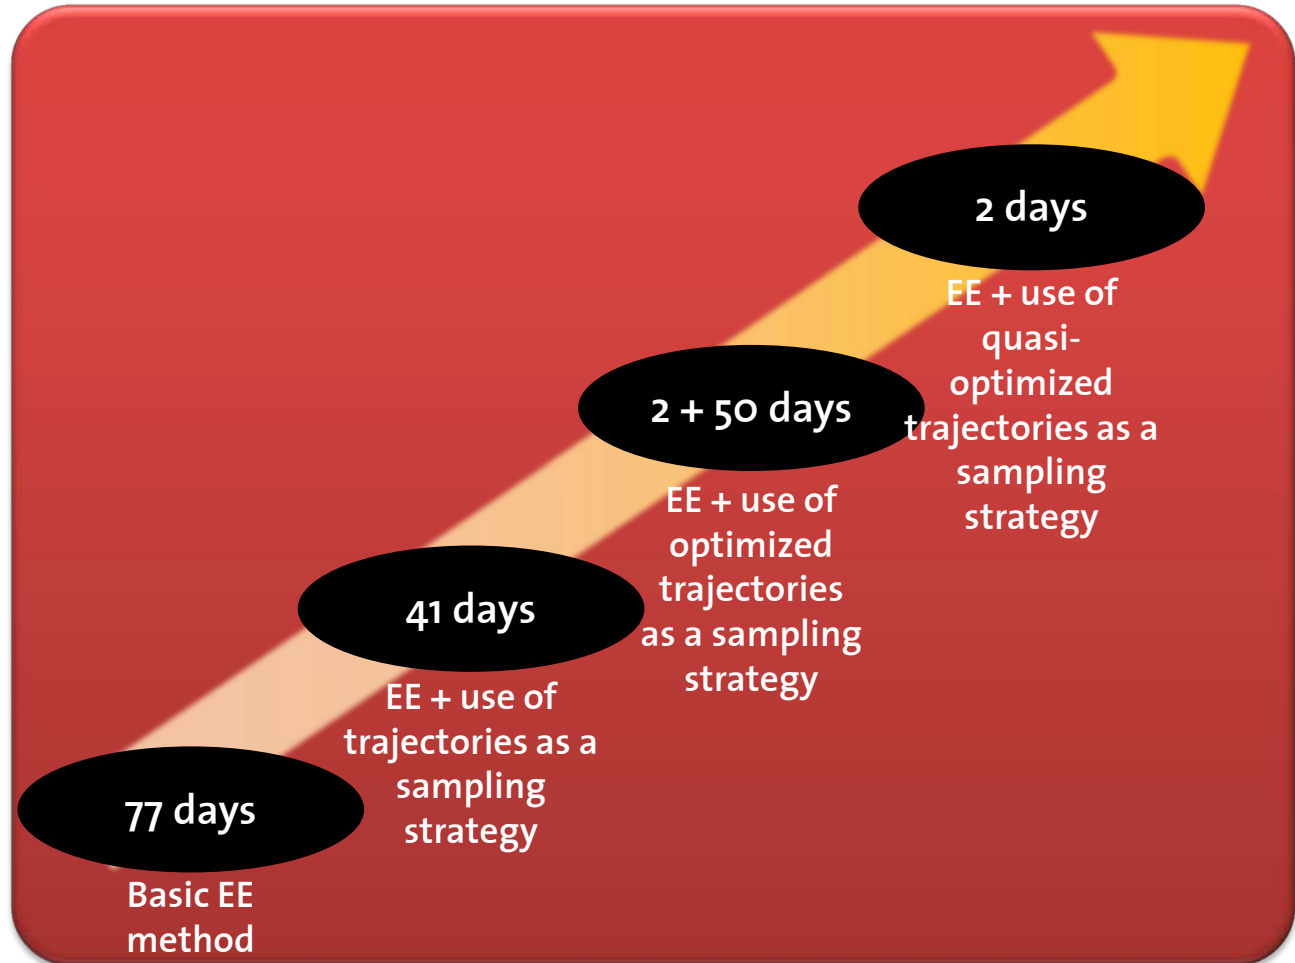 77 days
Basic EE
method
41 days
EE + use of
trajectories as a
sampling
strategy
2 + 50 days
EE + use of
optimized
trajectories
as a sampling
strategy
2 days
EE + use of
quasi-
optimized
trajectories as a
sampling
strategy